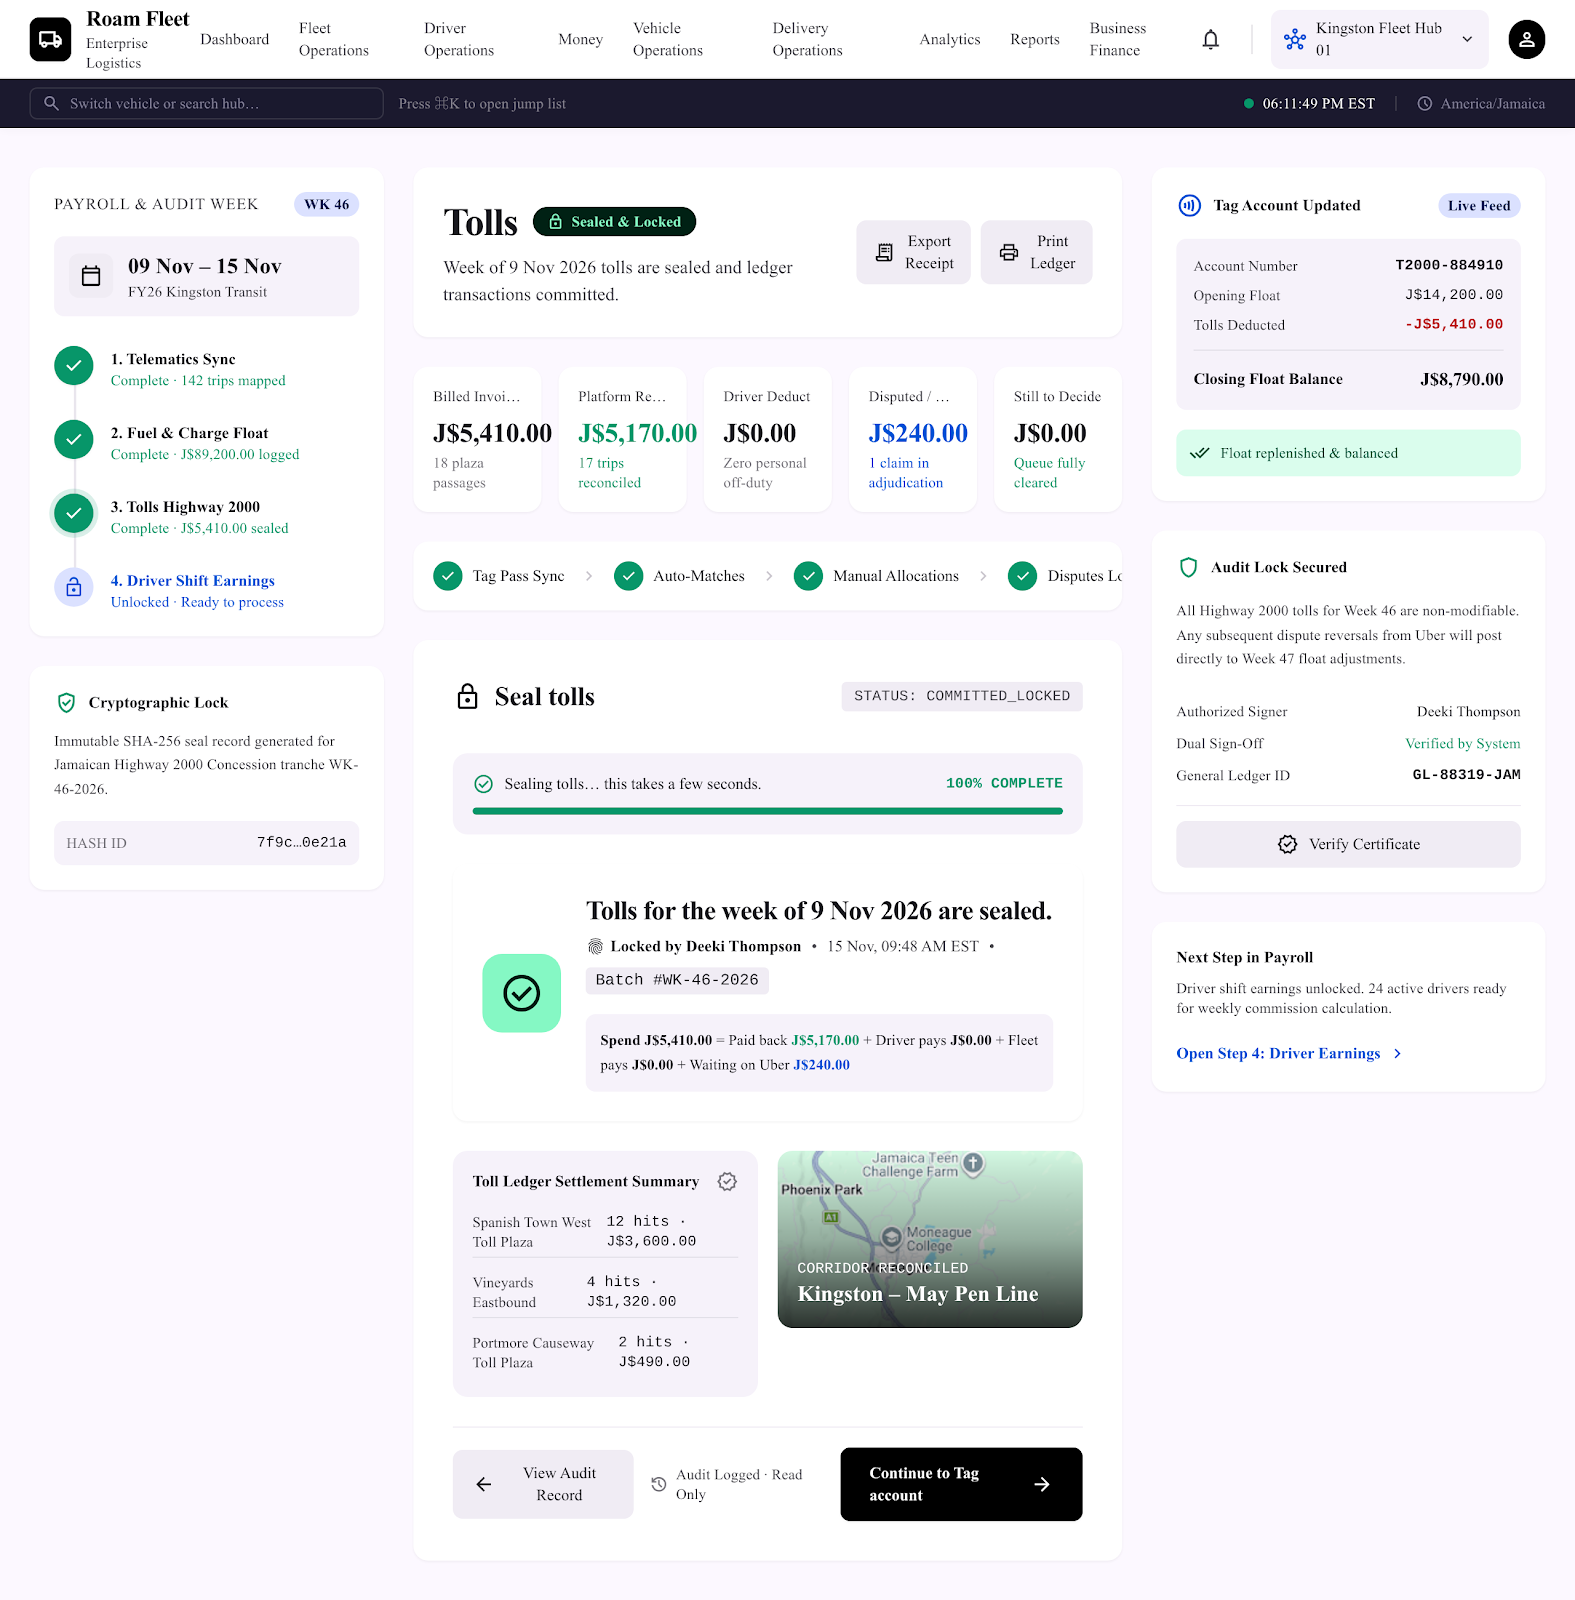 Roam Fleet
Enterprise
Logistics
Dashboard
Fleet
Operations
Driver
Operations
Money
Vehicle
Operations
Delivery
Operations
Analytics
Reports
Business
Finance
Kingston Fleet Hub
01
Switch vehicle or search hub…
Press ⌘K to open jump list
06:11:49 PM EST
America/Jamaica
PAYROLL & AUDIT WEEK
WK 46
09 Nov – 15 Nov
FY26 Kingston Transit
1. Telematics Sync
Complete · 142 trips mapped
2. Fuel & Charge Float
Complete · J$89,200.00 logged
3. Tolls Highway 2000
Complete · J$5,410.00 sealed
4. Driver Shift Earnings
Unlocked · Ready to process
Cryptographic Lock
Immutable SHA-256 seal record generated for
Jamaican Highway 2000 Concession tranche WK-
46-2026.
HASH ID
7f9c…0e21a
Tolls
Sealed & Locked
Week of 9 Nov 2026 tolls are sealed and ledger
transactions committed.
Export
Receipt
Print
Ledger
Billed Invoi…
J$5,410.00
18 plaza
passages
Platform Re…
J$5,170.00
17 trips
reconciled
Driver Deduct
J$0.00
Zero personal
off-duty
Disputed / …
J$240.00
1 claim in
adjudication
Still to Decide
J$0.00
Queue fully
cleared
Tag Pass Sync
Auto-Matches
Manual Allocations
Disputes Lo
Seal tolls
STATUS: COMMITTED_LOCKED
Sealing tolls… this takes a few seconds.
100% COMPLETE
Tolls for the week of 9 Nov 2026 are sealed.
Locked by Deeki Thompson • 15 Nov, 09:48 AM EST •
Batch #WK-46-2026
Spend J$5,410.00 = Paid back J$5,170.00 + Driver pays J$0.00 + Fleet
pays J$0.00 + Waiting on Uber J$240.00
Toll Ledger Settlement Summary
Spanish Town West
Toll Plaza
12 hits ·
J$3,600.00
Vineyards
Eastbound
4 hits ·
J$1,320.00
Portmore Causeway
Toll Plaza
2 hits ·
J$490.00
Jamaica Teen
Challenge Farm
Phoenix Park
A1
Moneague
College
CORRIDOR RECONCILED
Kingston – May Pen Line
View Audit
Record
Audit Logged · Read
Only
Continue to Tag
account
Tag Account Updated
Live Feed
Account Number
T2000-884910
Opening Float
J$14,200.00
Tolls Deducted
-J$5,410.00
Closing Float Balance
J$8,790.00
Float replenished & balanced
Audit Lock Secured
All Highway 2000 tolls for Week 46 are non-modifiable.
Any subsequent dispute reversals from Uber will post
directly to Week 47 float adjustments.
Authorized Signer
Deeki Thompson
Dual Sign-Off
Verified by System
General Ledger ID
GL-88319-JAM
Verify Certificate
Next Step in Payroll
Driver shift earnings unlocked. 24 active drivers ready
for weekly commission calculation.
Open Step 4: Driver Earnings